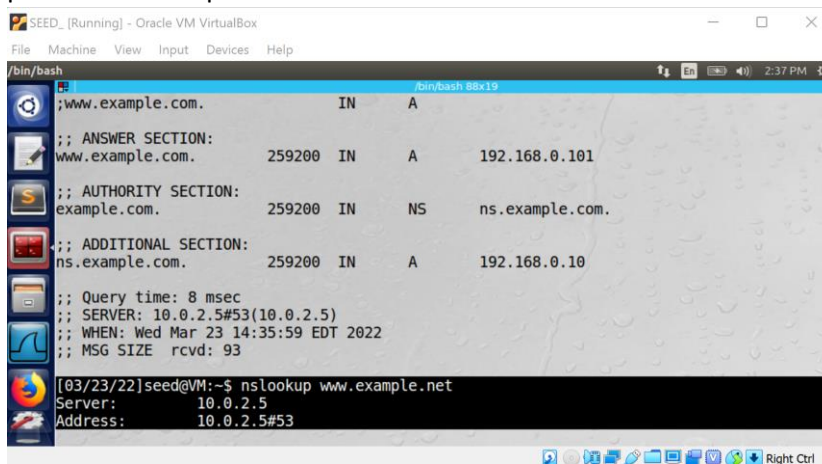 SEED_ [Running] - Oracle VM VirtualBox
File Machine View Input Devices Help
/bin/bash En 2:37 PM
/bin/bash 88x19
;www.example.com. IN A
;; ANSWER SECTION:
www.example.com. 259200 IN A 192.168.0.101
;; AUTHORITY SECTION:
example.com. 259200 IN NS ns.example.com.
;; ADDITIONAL SECTION:
ns.example.com. 259200 IN A 192.168.0.10
;; Query time: 8 msec
;; SERVER: 10.0.2.5#53(10.0.2.5)
;; WHEN: Wed Mar 23 14:35:59 EDT 2022
;; MSG SIZE rcvd: 93
[03/23/22]seed@VM:~$ nslookup www.example.net
Server: 10.0.2.5
Address: 10.0.2.5#53
Right Ctrl